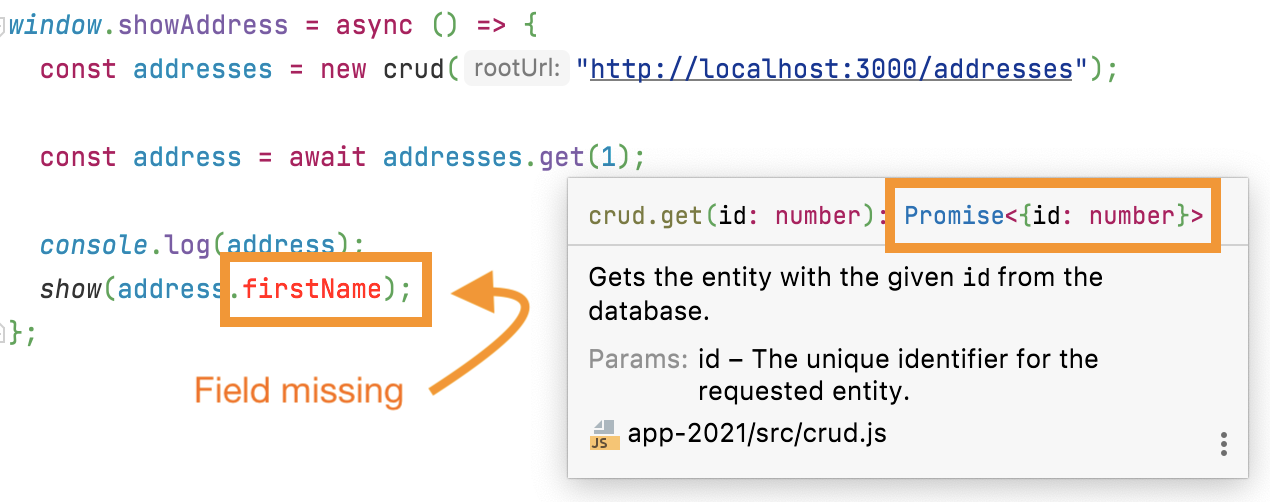 window.showAddress = async () => {
const addresses = new crud( rootUrl: "http://localhost:3000/addresses");
const address = await addresses.get(1);
crud.get(id: number): Promise<{id: number}>
console.log(address);
show(address.firstName);
};
Field missing
Gets the entity with the given id from the
database.
Params: id – The unique identifier for the
requested entity.
JS app-2021/src/crud.js